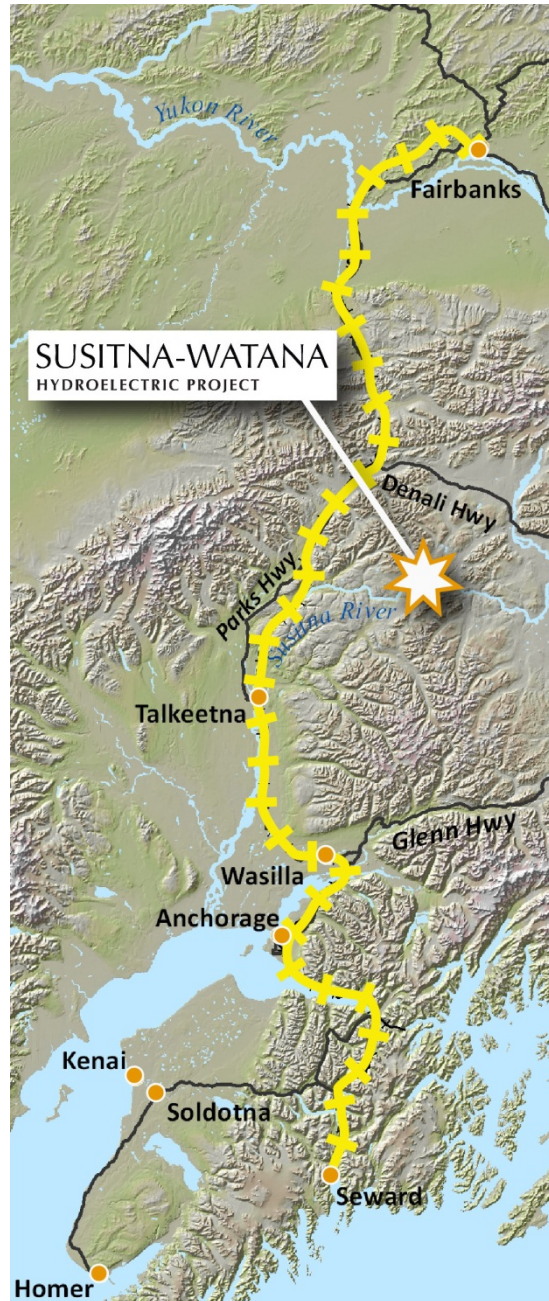 Yukon River
Fairbanks
SUSITNA-WATANA
HYDROELECTRIC PROJECT
Denali Hwy
Parks Hwy
Susitna River
Talkeetna
Glenn Hwy
Wasilla
Anchorage
Kenai
Soldotna
Seward
Homer